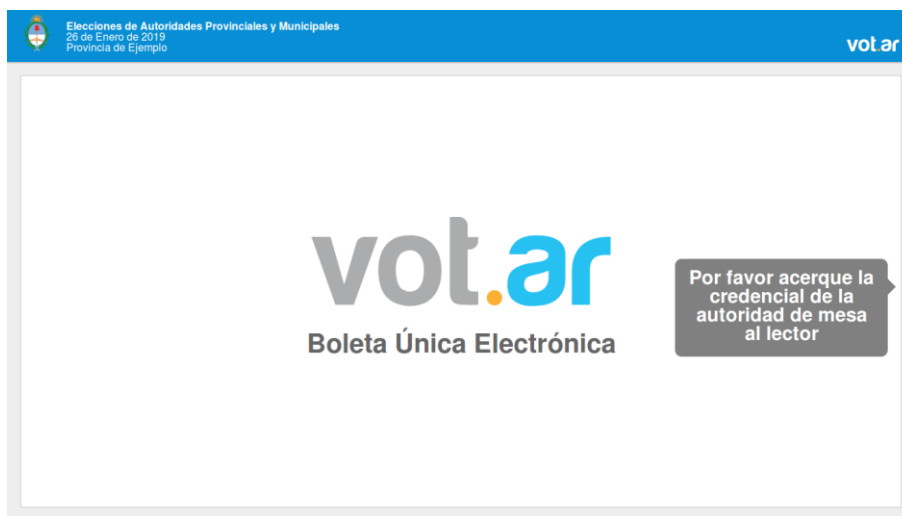 Elecciones de Autoridades Provinciales y Municipales
26 de Enero de 2019
Provincia de Ejemplo
vot.ar
vot.ar
Boleta Única Electrónica
Por favor acerque la
credencial de la
autoridad de mesa
al lector